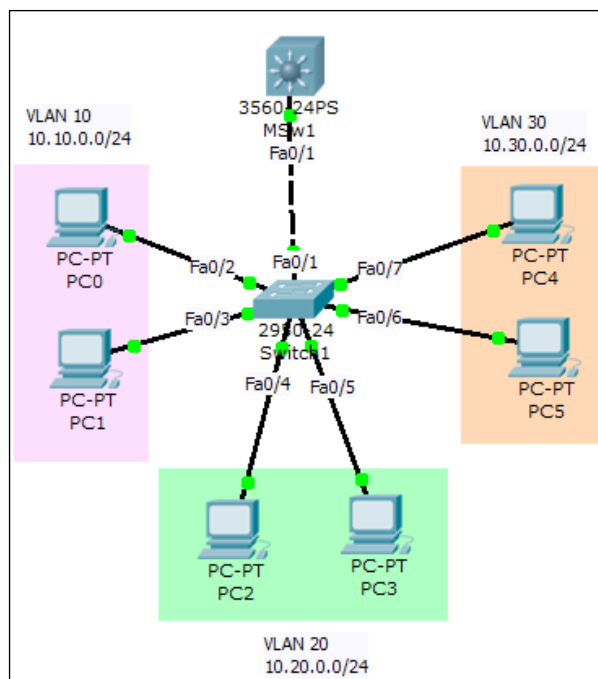 3560-24PS
MSw1
Fa0/1
VLAN 10
10.10.0.0/24
VLAN 30
10.30.0.0/24
PC-PT
PC0
Fa0/2
Fa0/1
Fa0/7
PC-PT
PC4
Fa0/3
2950-24
Switch1
Fa0/6
PC-PT
PC1
Fa0/4
Fa0/5
PC-PT
PC5
PC-PT
PC2
PC-PT
PC3
VLAN 20
10.20.0.0/24